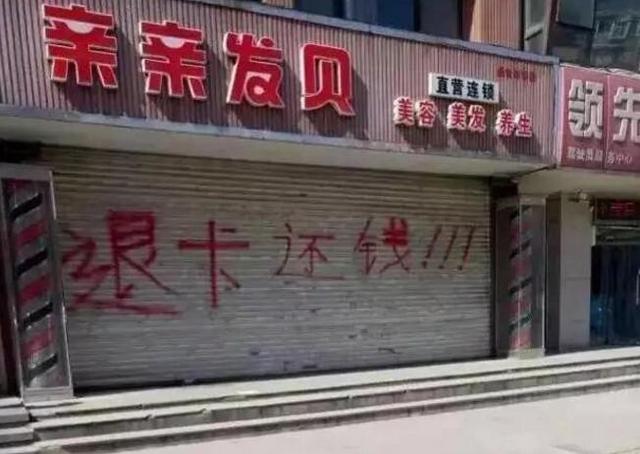 亲亲发贝
直营连锁
美容 美发 养生
领先
退卡还钱!!!